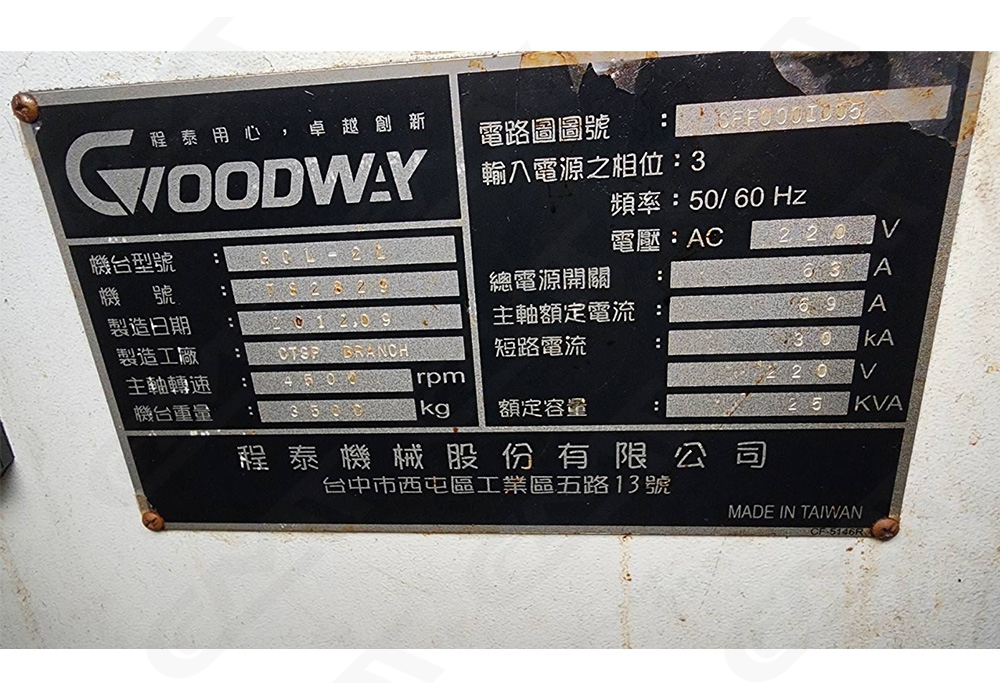 程泰用心，卓越創新
GOODWAY
機台型號 : GCL-2L
機 號 : TS2829
製造日期 : 201209
製造工廠 : CTSP BRANCH
主軸轉速 : 4500 rpm
機台重量 : 3500 kg
電路圖圖號 :
輸入電源之相位 : 3
頻率 : 50/ 60 Hz
電壓 : AC 220 V
總電源開關 : 63 A
主軸額定電流 : 69 A
短路電流 : 30 kA
220 V
額定容量 : 25 KVA
程泰機械股份有限公司
台中市西屯區工業區五路13號
MADE IN TAIWAN
CF-5146R